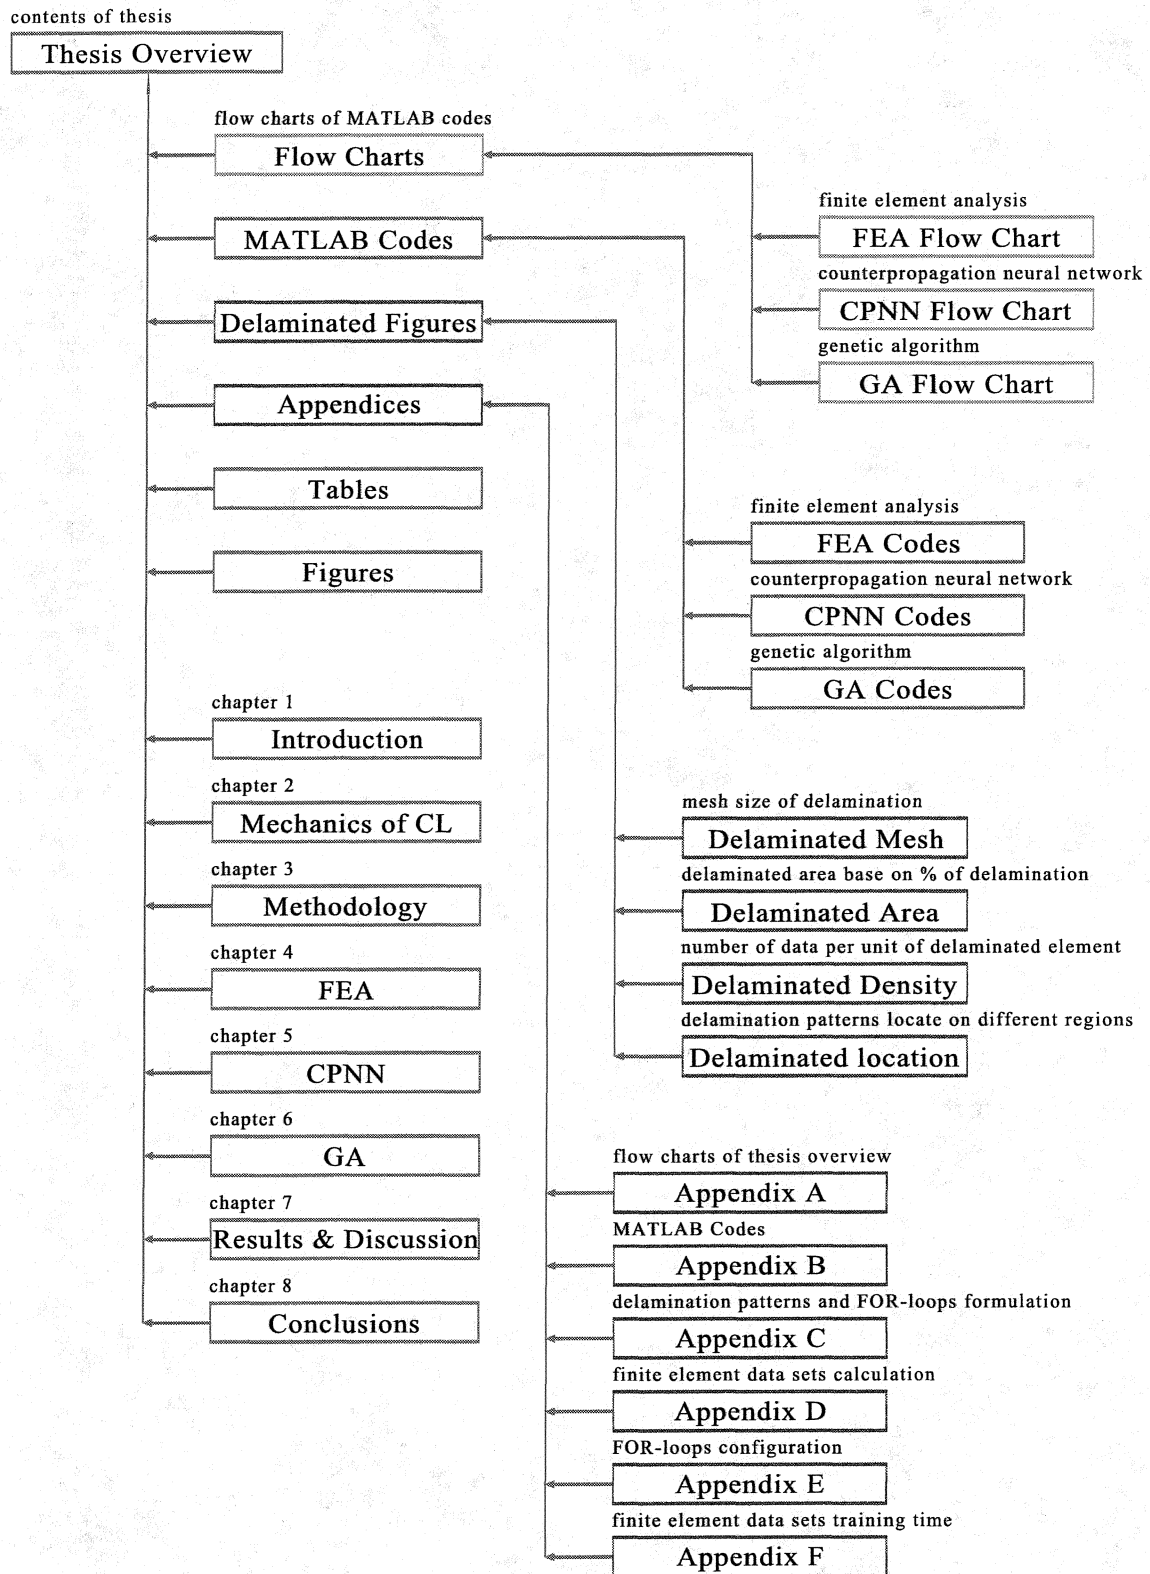 contents of thesis
Thesis Overview
flow charts of MATLAB codes
Flow Charts
MATLAB Codes
Delaminated Figures
Appendices
Tables
Figures
chapter 1
Introduction
chapter 2
Mechanics of CL
chapter 3
Methodology
chapter 4
FEA
chapter 5
CPNN
chapter 6
GA
chapter 7
Results & Discussion
chapter 8
Conclusions
finite element analysis
FEA Flow Chart
counterpropagation neural network
CPNN Flow Chart
genetic algorithm
GA Flow Chart
finite element analysis
FEA Codes
counterpropagation neural network
CPNN Codes
genetic algorithm
GA Codes
mesh size of delamination
Delaminated Mesh
delaminated area base on % of delamination
Delaminated Area
number of data per unit of delaminated element
Delaminated Density
delamination patterns locate on different regions
Delaminated location
flow charts of thesis overview
Appendix A
MATLAB Codes
Appendix B
delamination patterns and FOR-loops formulation
Appendix C
finite element data sets calculation
Appendix D
FOR-loops configuration
Appendix E
finite element data sets training time
Appendix F